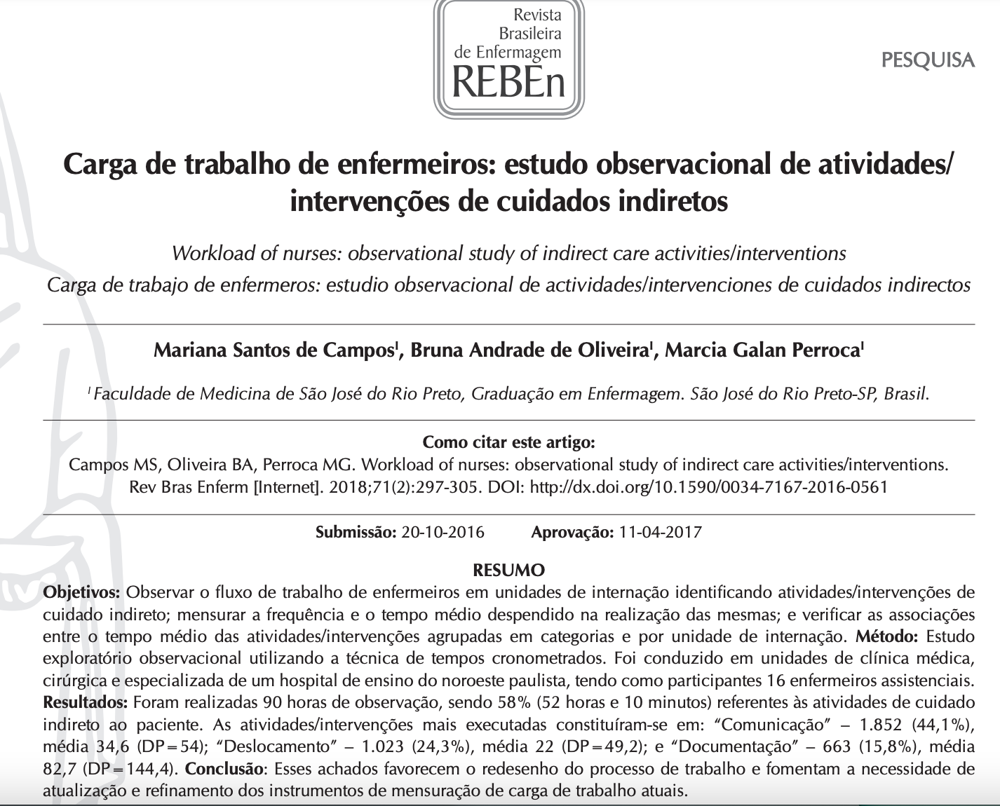 Revista
Brasileira
de Enfermagem
REBEn
PESQUISA
Carga de trabalho de enfermeiros: estudo observacional de atividades/
intervenções de cuidados indiretos
Workload of nurses: observational study of indirect care activities/interventions
Carga de trabajo de enfermeros: estudio observacional de actividades/intervenciones de cuidados indirectos
Mariana Santos de Camposᴵ, Bruna Andrade de Oliveiraᴵ, Marcia Galan Perrocaᴵ
ᴵ Faculdade de Medicina de São José do Rio Preto, Graduação em Enfermagem. São José do Rio Preto-SP, Brasil.
Como citar este artigo:
Campos MS, Oliveira BA, Perroca MG. Workload of nurses: observational study of indirect care activities/interventions.
Rev Bras Enferm [Internet]. 2018;71(2):297-305. DOI: http://dx.doi.org/10.1590/0034-7167-2016-0561
Submissão: 20-10-2016 Aprovação: 11-04-2017
RESUMO
Objetivos: Observar o fluxo de trabalho de enfermeiros em unidades de internação identificando atividades/intervenções de
cuidado indireto; mensurar a frequência e o tempo médio despendido na realização das mesmas; e verificar as associações
entre o tempo médio das atividades/intervenções agrupadas em categorias e por unidade de internação. Método: Estudo
exploratório observacional utilizando a técnica de tempos cronometrados. Foi conduzido em unidades de clínica médica,
cirúrgica e especializada de um hospital de ensino do noroeste paulista, tendo como participantes 16 enfermeiros assistenciais.
Resultados: Foram realizadas 90 horas de observação, sendo 58% (52 horas e 10 minutos) referentes às atividades de cuidado
indireto ao paciente. As atividades/intervenções mais executadas constituíram-se em: “Comunicação” – 1.852 (44,1%),
média 34,6 (DP=54); “Deslocamento” – 1.023 (24,3%), média 22 (DP=49,2); e “Documentação” – 663 (15,8%), média
82,7 (DP=144,4). Conclusão: Esses achados favorecem o redesenho do processo de trabalho e fomentam a necessidade de
atualização e refinamento dos instrumentos de mensuração de carga de trabalho atuais.